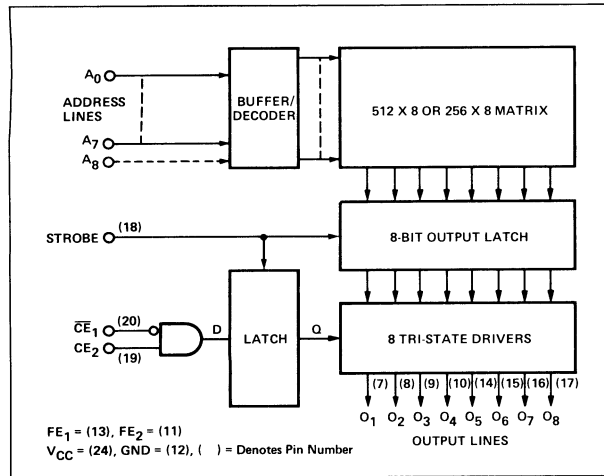 A0
ADDRESS
LINES
A7
A8
BUFFER/
DECODER
512 X 8 OR 256 X 8 MATRIX
STROBE (18)
8-BIT OUTPUT LATCH
CE1 (20)
CE2 (19)
D
LATCH
Q
8 TRI-STATE DRIVERS
(7) (8) (9) (10) (14) (15) (16) (17)
O1 O2 O3 O4 O5 O6 O7 O8
OUTPUT LINES
FE1 = (13), FE2 = (11)
VCC = (24), GND = (12), ( ) = Denotes Pin Number